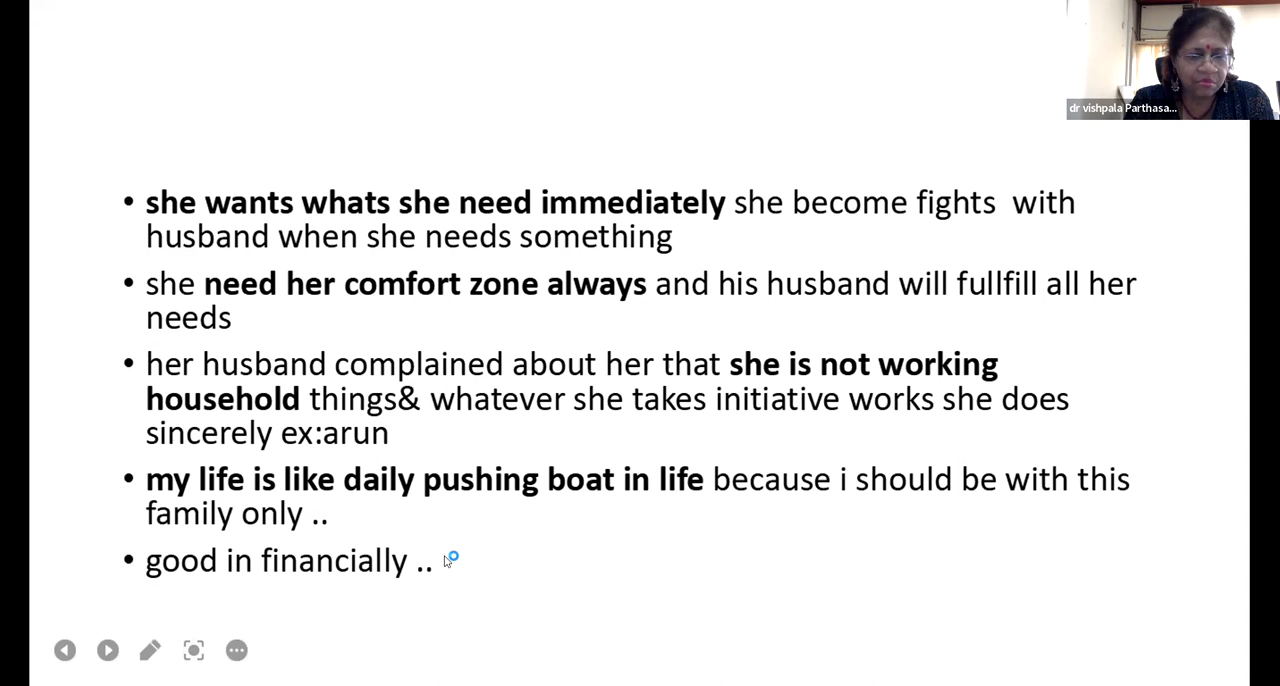 dr vishpala Parthasa...
• she wants whats she need immediately she become fights with
husband when she needs something
• she need her comfort zone always and his husband will fullfill all her
needs
• her husband complained about her that she is not working
household things& whatever she takes initiative works she does
sincerely ex:arun
• my life is like daily pushing boat in life because i should be with this
family only ..
• good in financially ..